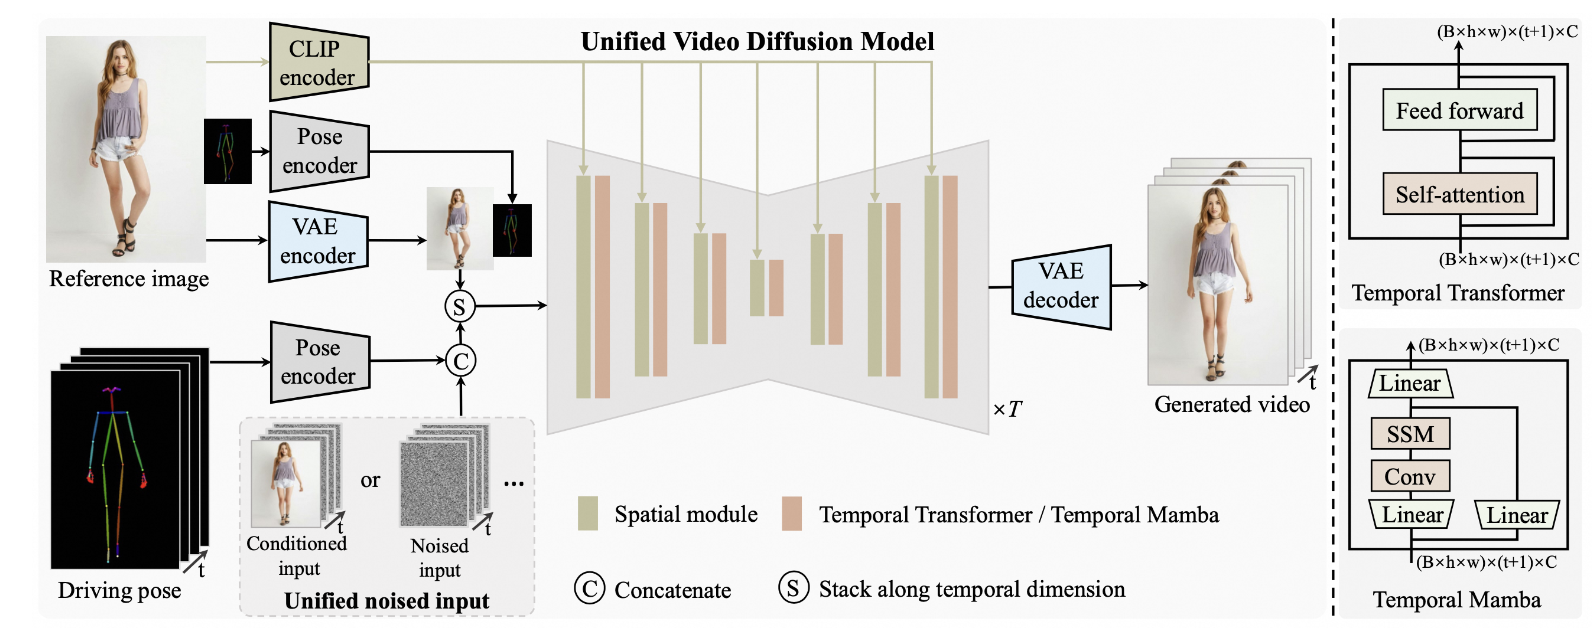 Unified Video Diffusion Model
CLIP
encoder
Pose
encoder
VAE
encoder
Reference image
S
C
Pose
encoder
t
Driving pose
t
Conditioned
input
or
t
Noised
input
...
Unified noised input
×T
VAE
decoder
t
Generated video
Spatial module
Temporal Transformer / Temporal Mamba
C Concatenate
S Stack along temporal dimension
(B×h×w)×(t+1)×C
Feed forward
Self-attention
(B×h×w)×(t+1)×C
Temporal Transformer
(B×h×w)×(t+1)×C
Linear
SSM
Conv
Linear Linear
(B×h×w)×(t+1)×C
Temporal Mamba